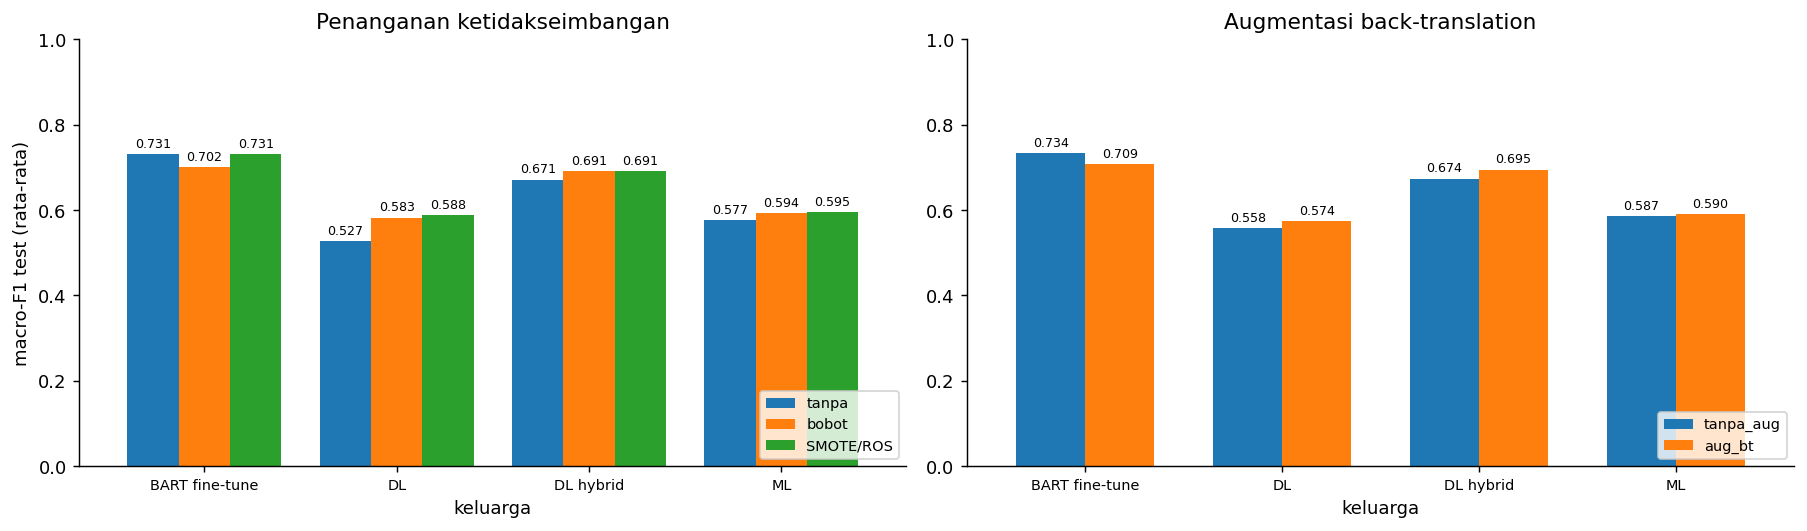 Penanganan ketidakseimbangan
macro-F1 test (rata-rata)
1.0
0.8
0.6
0.4
0.2
0.0
0.731
0.702
0.731
0.527
0.583
0.588
0.671
0.691
0.691
0.577
0.594
0.595
tanpa
bobot
SMOTE/ROS
BART fine-tune
DL
DL hybrid
ML
keluarga
Augmentasi back-translation
1.0
0.8
0.6
0.4
0.2
0.0
0.734
0.709
0.558
0.574
0.674
0.695
0.587
0.590
tanpa_aug
aug_bt
BART fine-tune
DL
DL hybrid
ML
keluarga